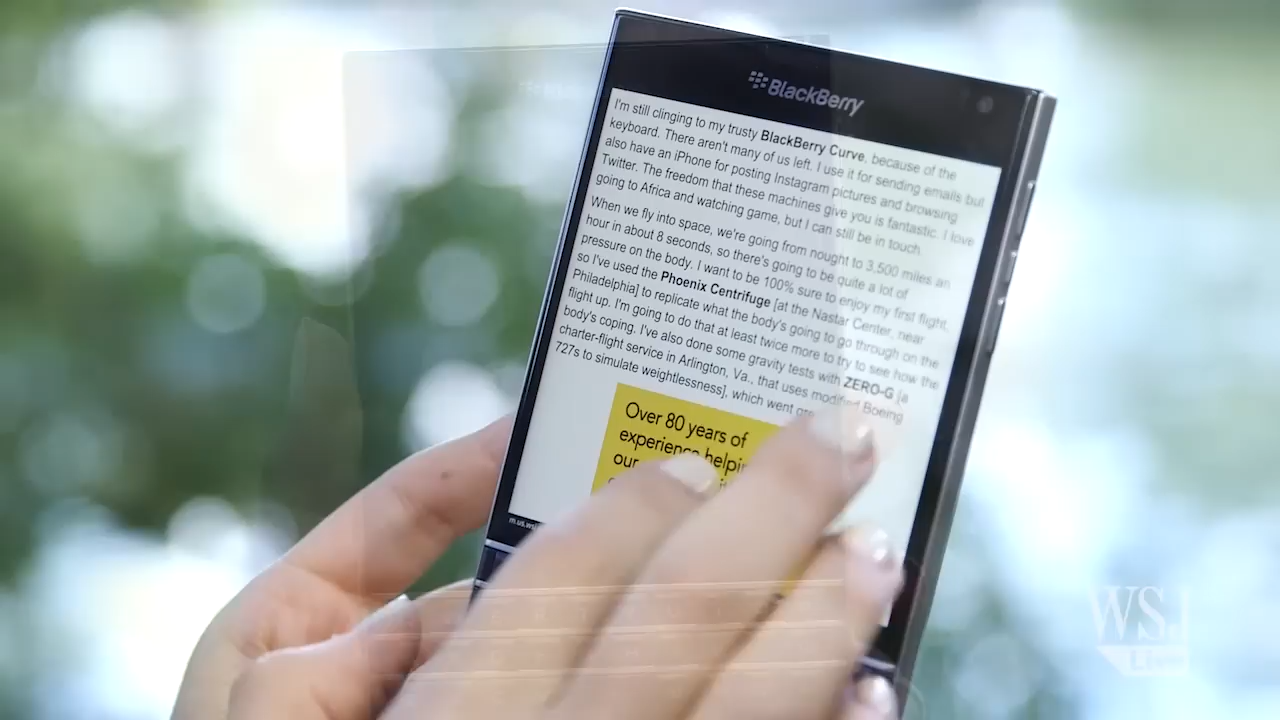 BlackBerry
I'm still clinging to my trusty BlackBerry Curve, because of the
keyboard. There aren't many of us left. I use it for sending emails but
also have an iPhone for posting Instagram pictures and browsing
Twitter. The freedom that these machines give you is fantastic. I love
going to Africa and watching game, but I can still be in touch.
When we fly into space, we're going from nought to 3,500 miles an
hour in about 8 seconds, so there's going to be quite a lot of
pressure on the body. I want to be 100% sure to enjoy my first flight,
so I've used the Phoenix Centrifuge [at the Nastar Center, near
Philadelphia] to replicate what the body's going to go through on the
flight up. I'm going to do that at least twice more to try to see how the
body's coping. I've also done some gravity tests with ZERO-G [a
charter-flight service in Arlington, Va., that uses modified Boeing
727s to simulate weightlessness], which went
Over 80 years of
experience
our
WSJ
Live